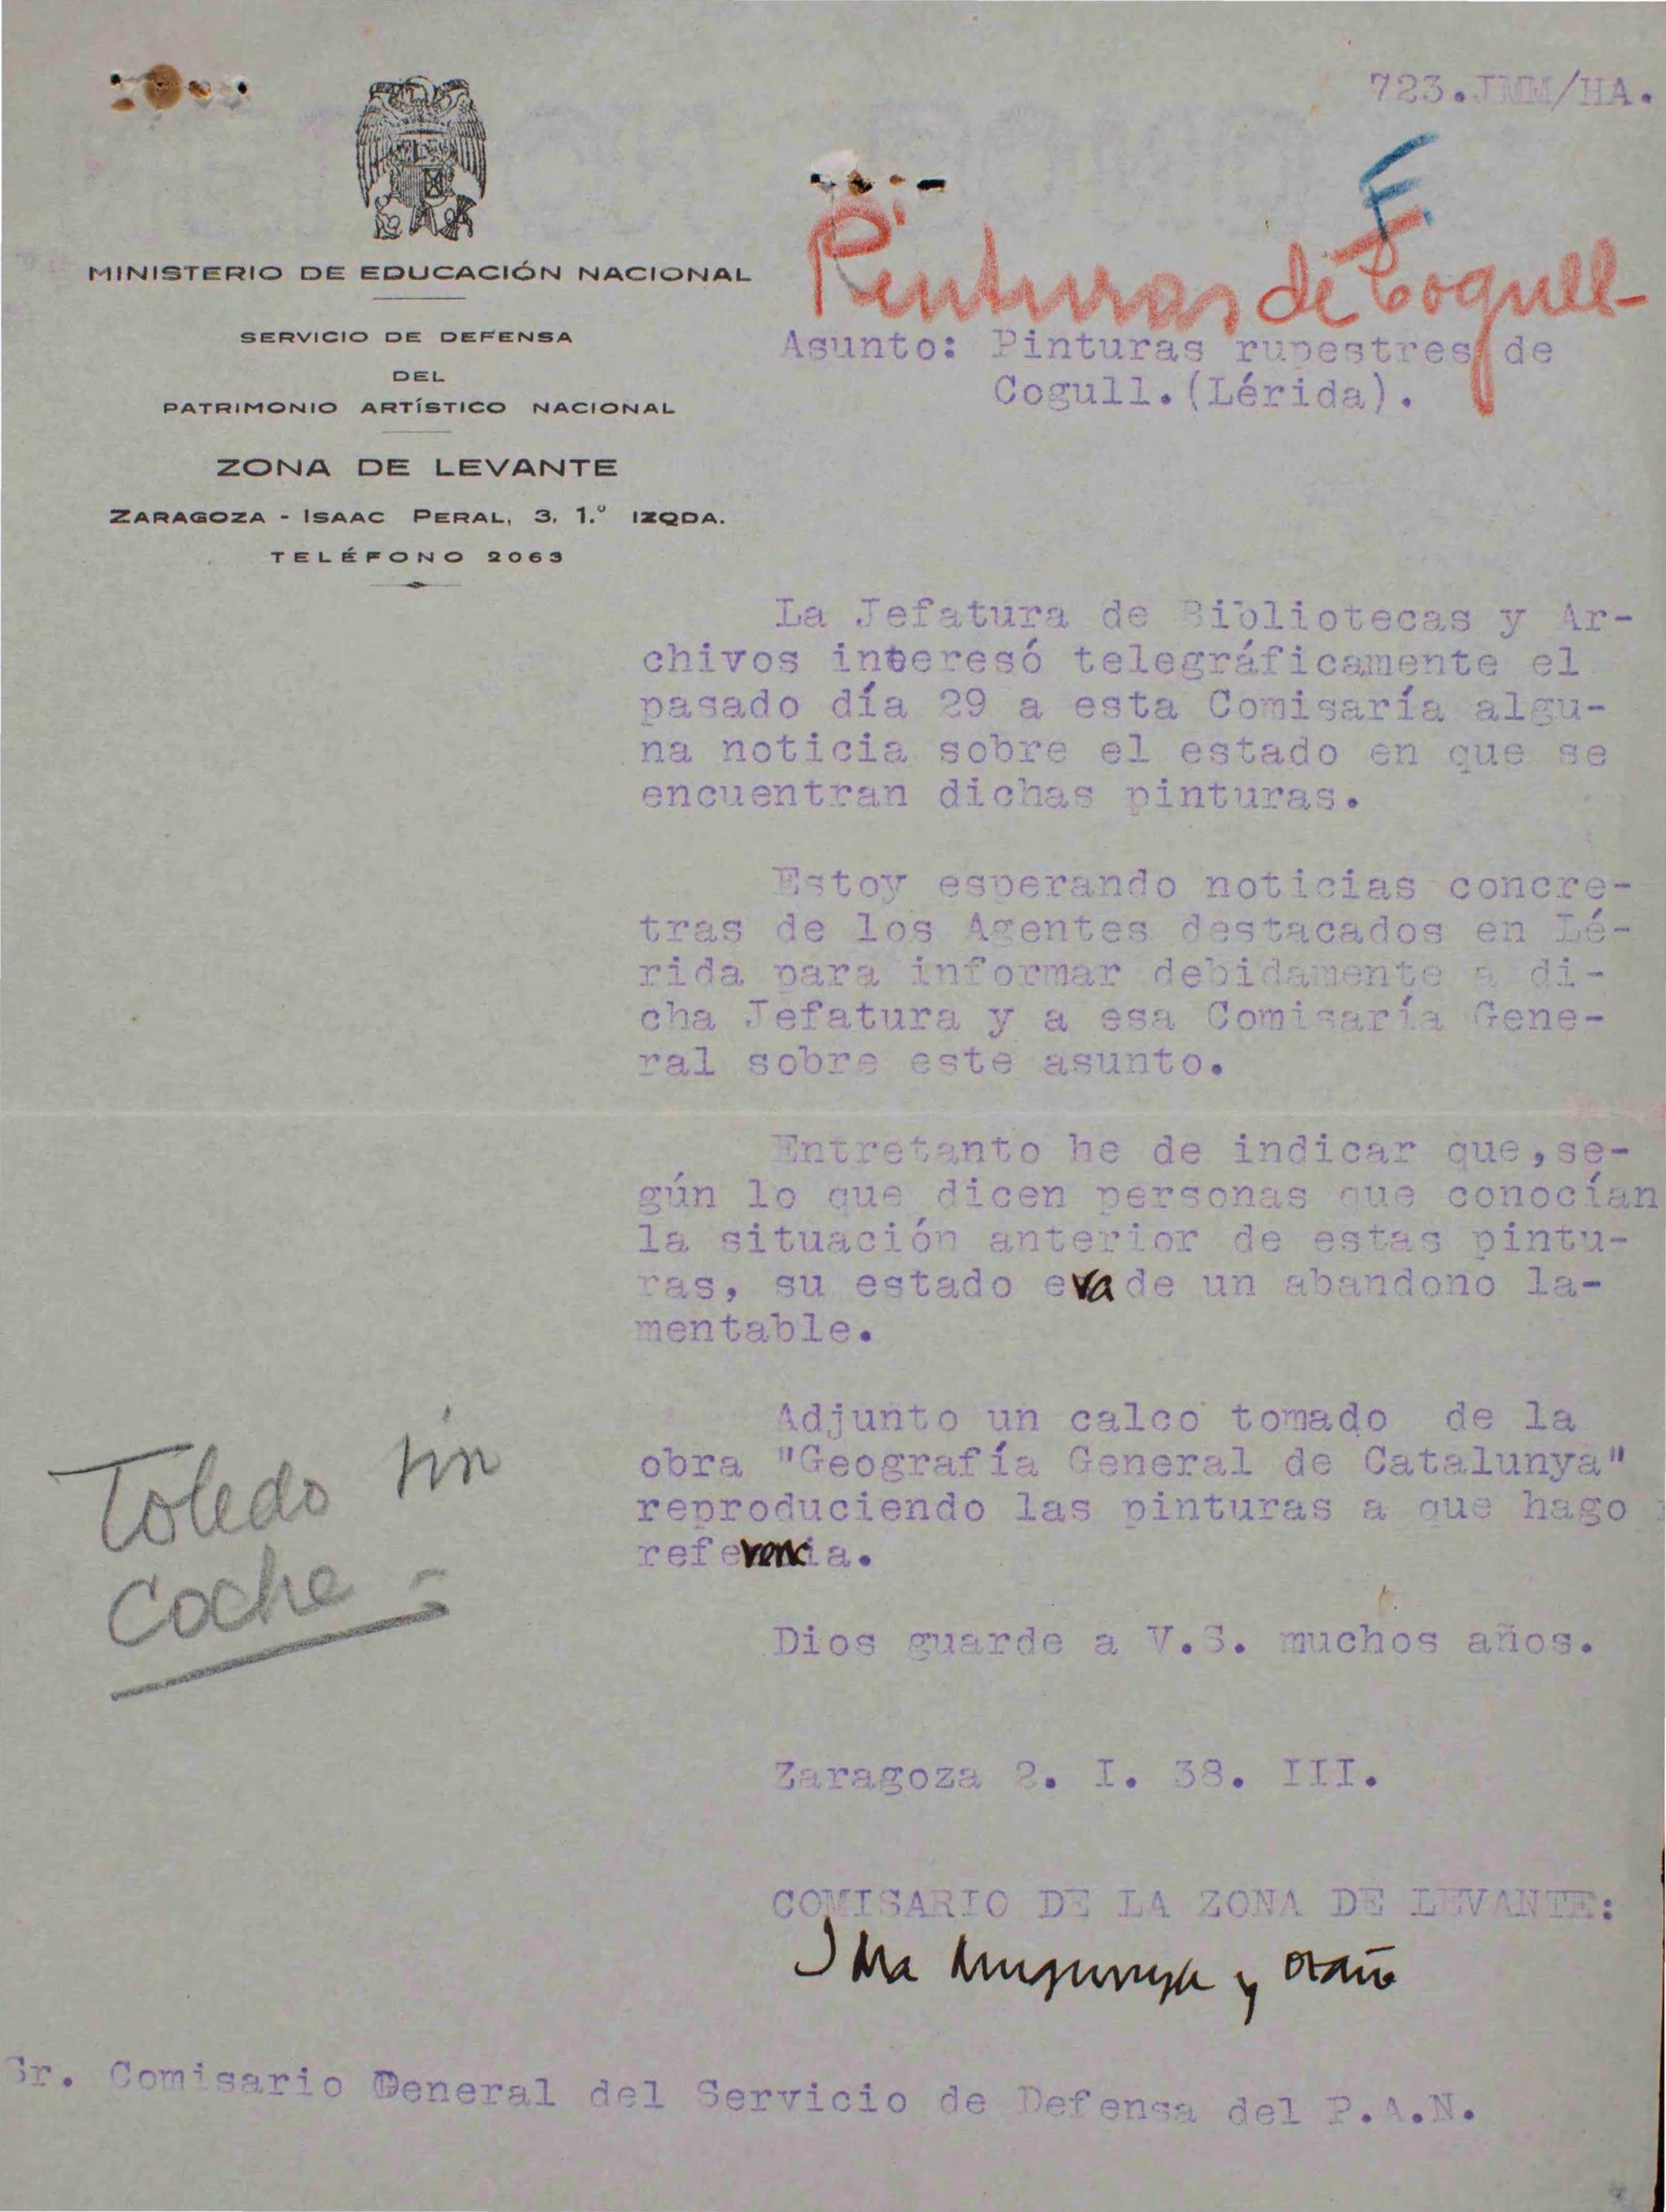 723.JMM/HA.
F.
MINISTERIO DE EDUCACIÓN NACIONAL
SERVICIO DE DEFENSA
DEL
PATRIMONIO ARTÍSTICO NACIONAL
ZONA DE LEVANTE
ZARAGOZA - ISAAC PERAL, 3, 1.º IZQDA.
TELÉFONO 2063
Pinturas de Cogull
Asunto: Pinturas rupestres de
Cogull.(Lérida).
La Jefatura de Bibliotecas y Ar-
chivos interesó telegráficamente el
pasado día 29 a esta Comisaría algu-
na noticia sobre el estado en que se
encuentran dichas pinturas.
Estoy esperando noticias concre-
tras de los Agentes destacados en Lé-
rida para informar debidamente a di-
cha Jefatura y a esa Comisaría Gene-
ral sobre este asunto.
Entretanto he de indicar que,se-
gún lo que dicen personas que conocían
la situación anterior de estas pintu-
ras, su estado era de un abandono la-
mentable.
Adjunto un calco tomado de la
obra "Geografía General de Catalunya"
reproduciendo las pinturas a que hago
referencia.
Toledo sin
coche
Dios guarde a V.S. muchos años.
Zaragoza 2. I. 38. III.
COMISARIO DE LA ZONA DE LEVANTE:
J Ma Muguruza y Otaño
Sr. Comisario General del Servicio de Defensa del P.A.N.